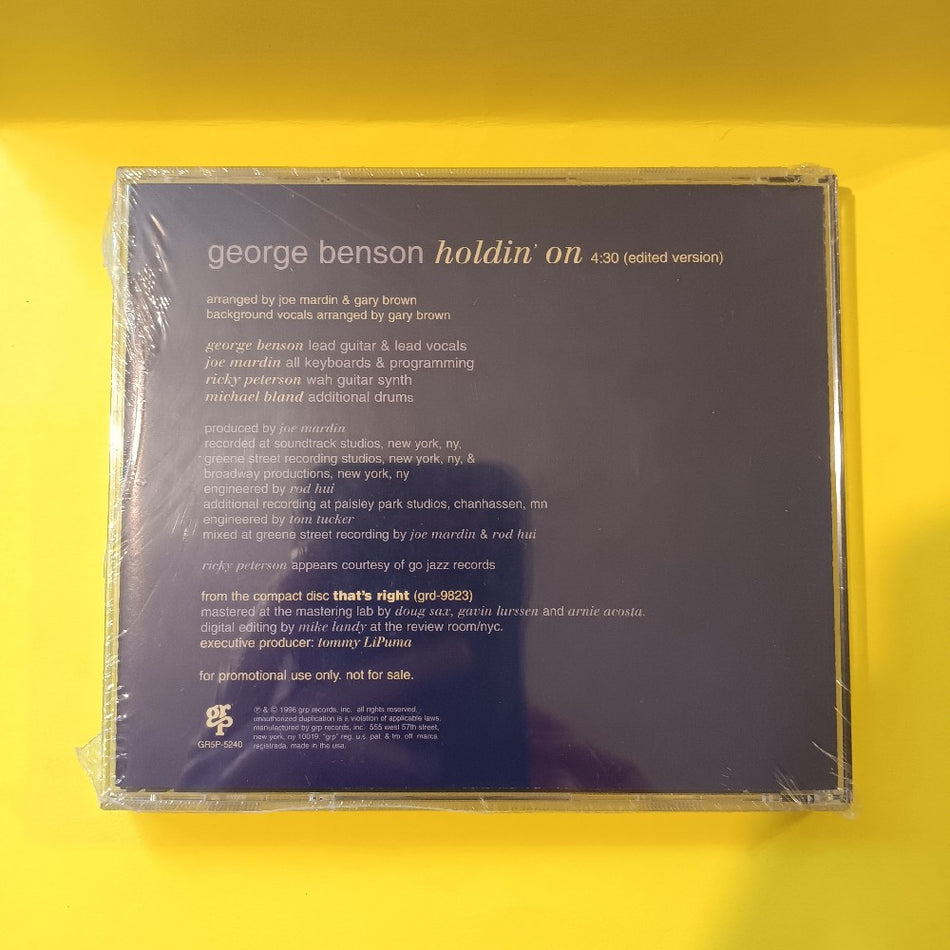 george benson holdin' on 4:30 (edited version)
arranged by joe mardin & gary brown
background vocals arranged by gary brown
george benson lead guitar & lead vocals
joe mardin all keyboards & programming
ricky peterson wah guitar synth
michael bland additional drums
produced by joe mardin
recorded at soundtrack studios, new york, ny,
greene street recording studios, new york, ny, &
broadway productions, new york, ny
engineered by rod hui
additional recording at paisley park studios, chanhassen, mn
engineered by tom tucker
mixed at greene street recording by joe mardin & rod hui
ricky peterson appears courtesy of go jazz records
from the compact disc that's right (grd-9823)
mastered at the mastering lab by doug sax, gavin lurssen and arnie acosta.
digital editing by mike landy at the review room/nyc.
executive producer: tommy LiPuma
for promotional use only. not for sale.
grp
GR5P-5240
℗ & © 1996 grp records, inc. all rights reserved.
unauthorized duplication is a violation of applicable laws.
manufactured by grp records, inc. 555 west 57th street,
new york, ny 10019. "grp" reg. u.s. pat. & tm. off. marca
registrada. made in the usa.